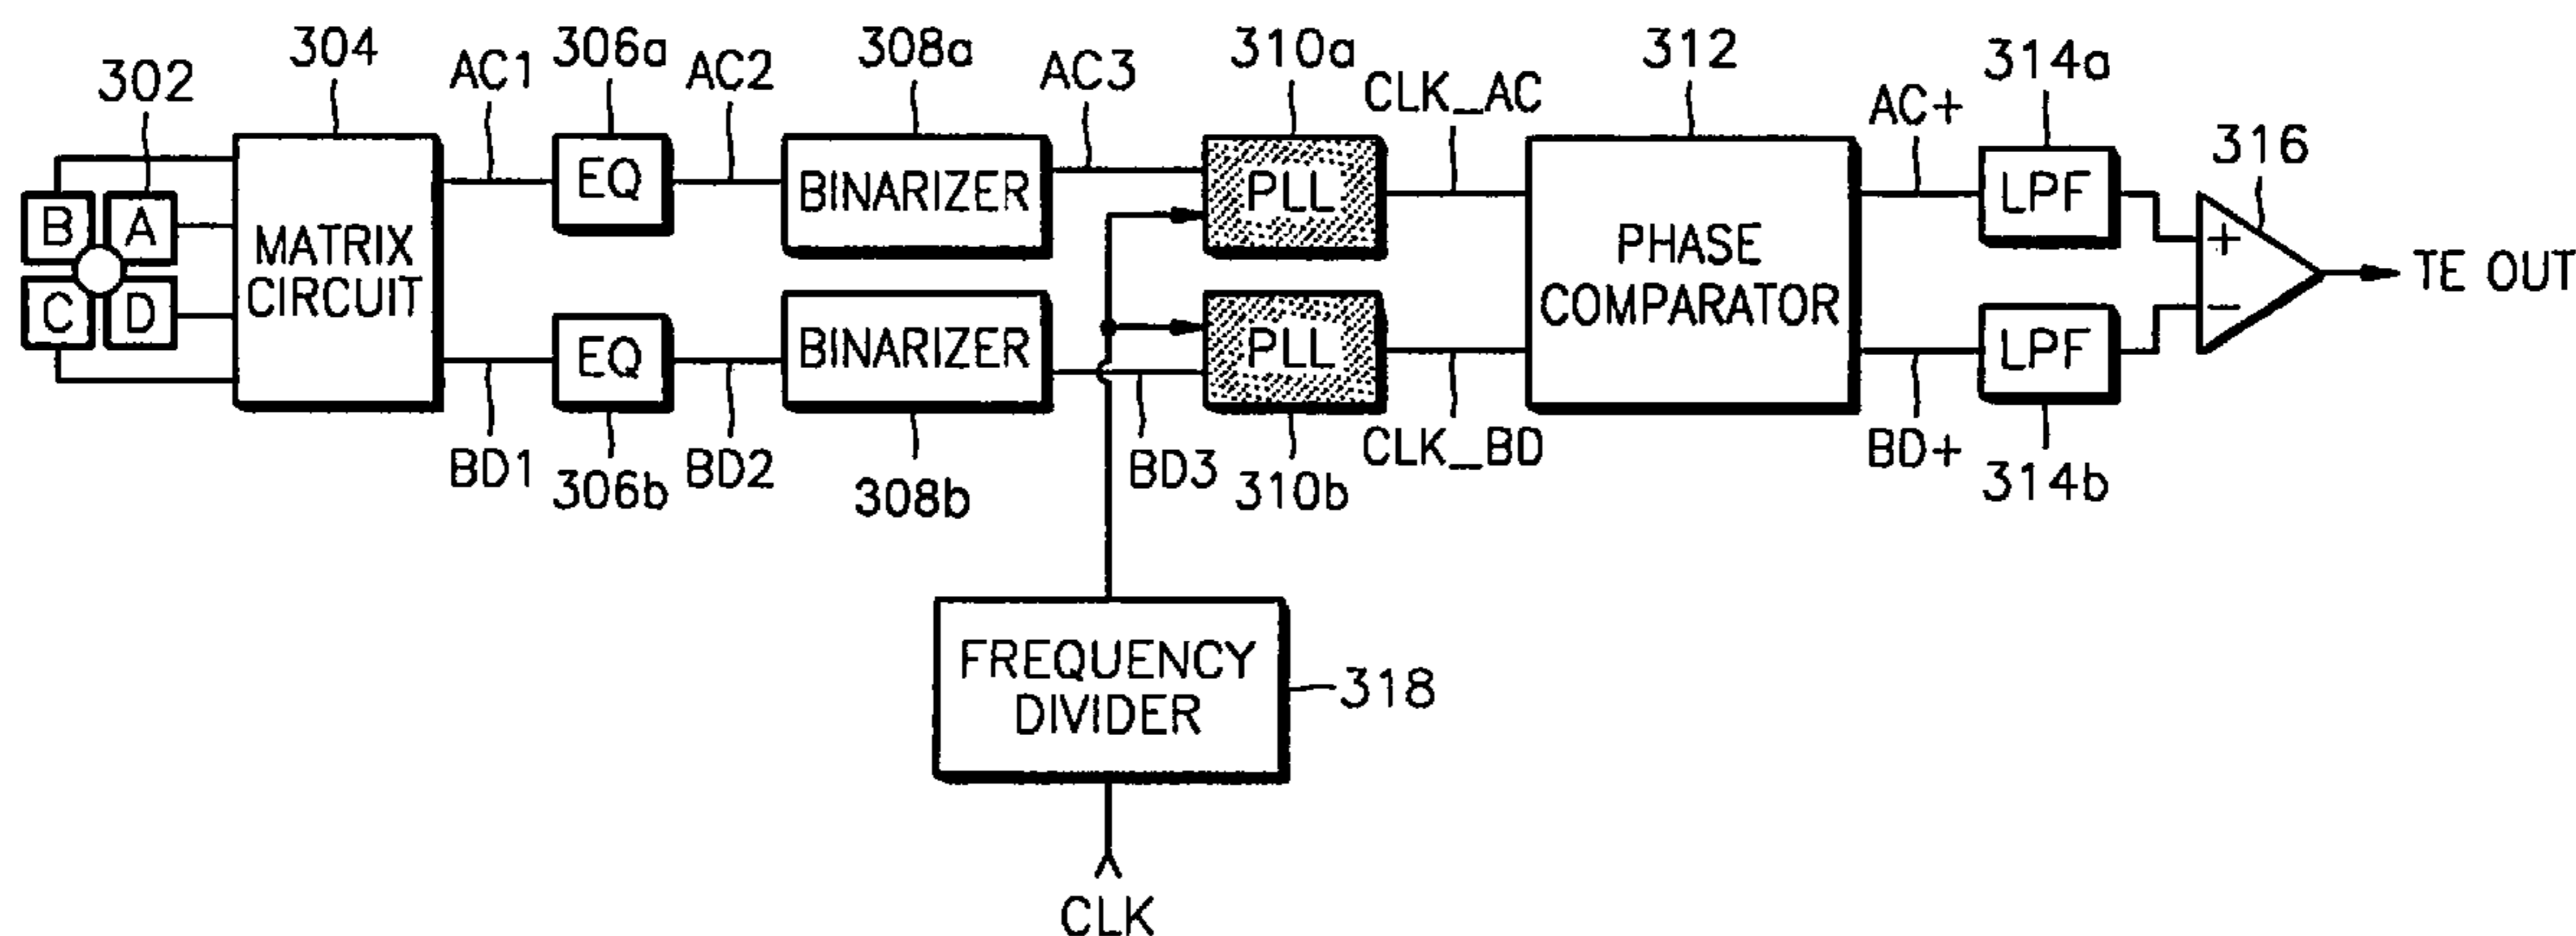 302
304
AC1
306a
AC2
308a
AC3
310a
CLK_AC
312
AC+
314a
316
B
A
C
D
MATRIX
CIRCUIT
EQ
BINARIZER
PLL
PHASE
COMPARATOR
LPF
+
−
TE OUT
EQ
BINARIZER
PLL
LPF
BD1
306b
BD2
308b
BD3
310b
CLK_BD
BD+
314b
FREQUENCY
DIVIDER
318
CLK